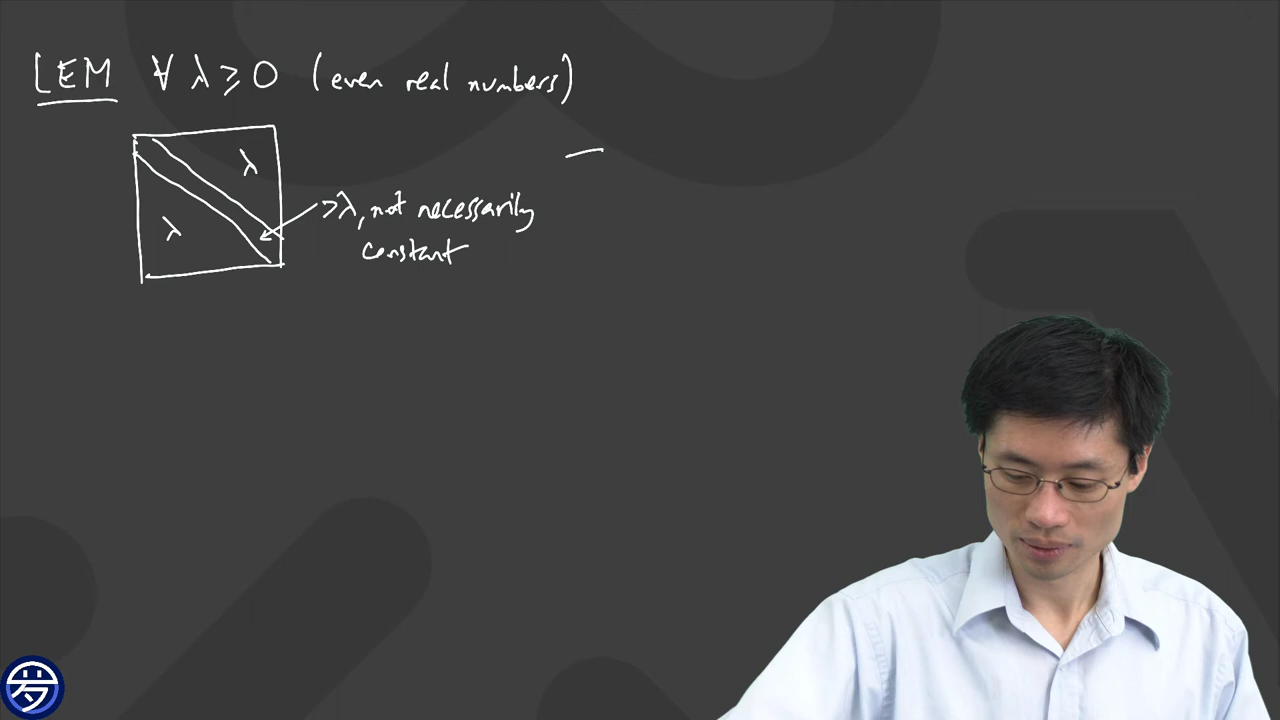 LEM ∀ λ ≥ 0 (even real numbers)
λ
>λ, not necessarily
λ
constant